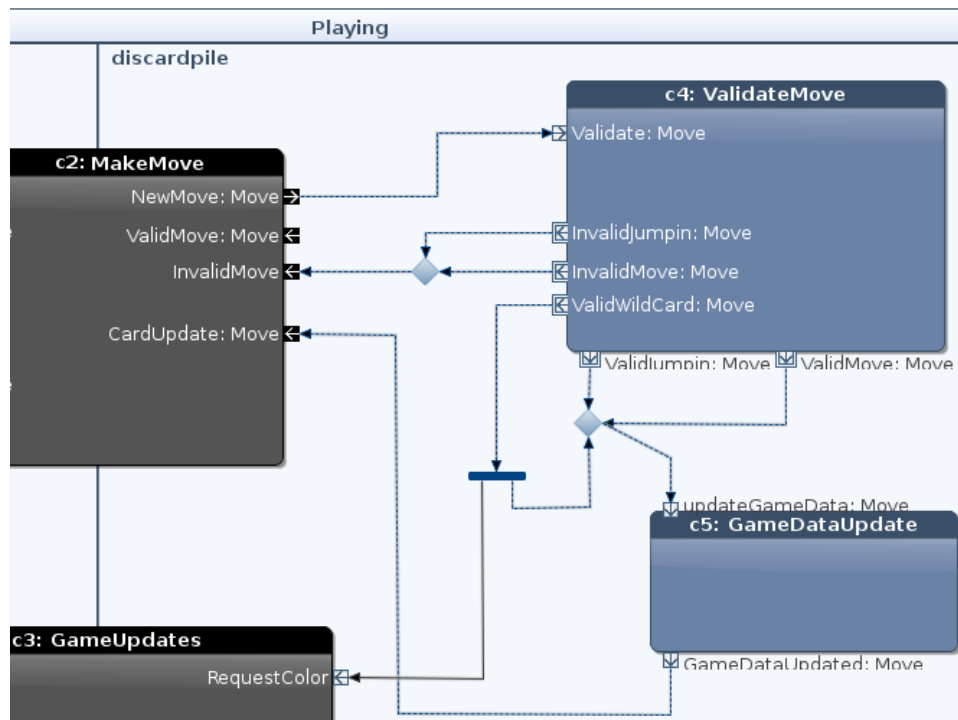 Playing
discardpile
c4: ValidateMove
Validate: Move
c2: MakeMove
NewMove: Move
ValidMove: Move
InvalidJumpin: Move
InvalidMove
InvalidMove: Move
ValidWildCard: Move
CardUpdate: Move
ValidJumpin: Move
ValidMove: Move
updateGameData: Move
c5: GameDataUpdate
c3: GameUpdates
GameDataUpdated: Move
RequestColor